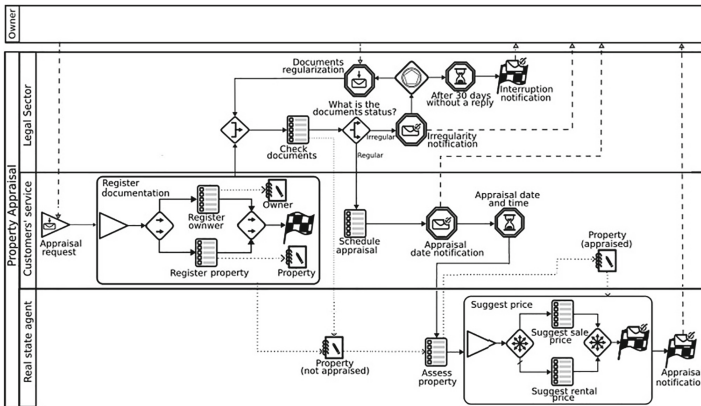 Owner
Property Appraisal
Legal Sector
Customers' service
Real state agent
Documents
regularization
What is the
documents status?
After 30 days
without a reply
Interruption
notification
Check
documents
Irregular
Regular
Irregularity
notification
Register
documentation
Register
ownwer
Owner
Register property
Property
Appraisal
request
Schedule
appraisal
Appraisal
date notification
Appraisal date
and time
Property
(appraised)
Property
(not appraised)
Assess
property
Suggest price
Suggest sale
price
Suggest rental
price
Appraisa
notificatio